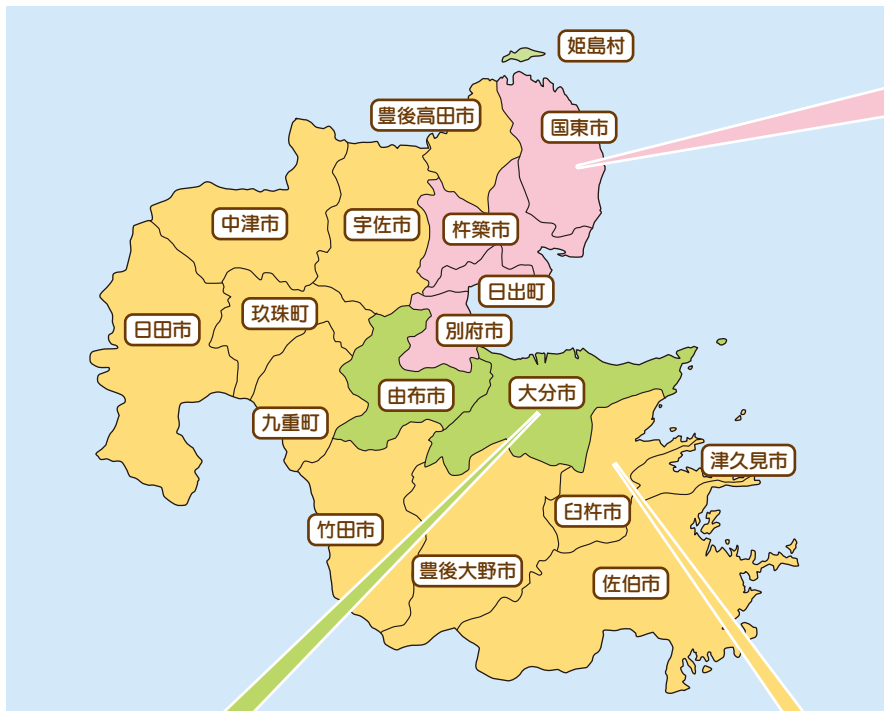 姫島村
豊後高田市
国東市
中津市
宇佐市
杵築市
日出町
玖珠町
日田市
別府市
由布市
大分市
九重町
津久見市
臼杵市
竹田市
豊後大野市
佐伯市